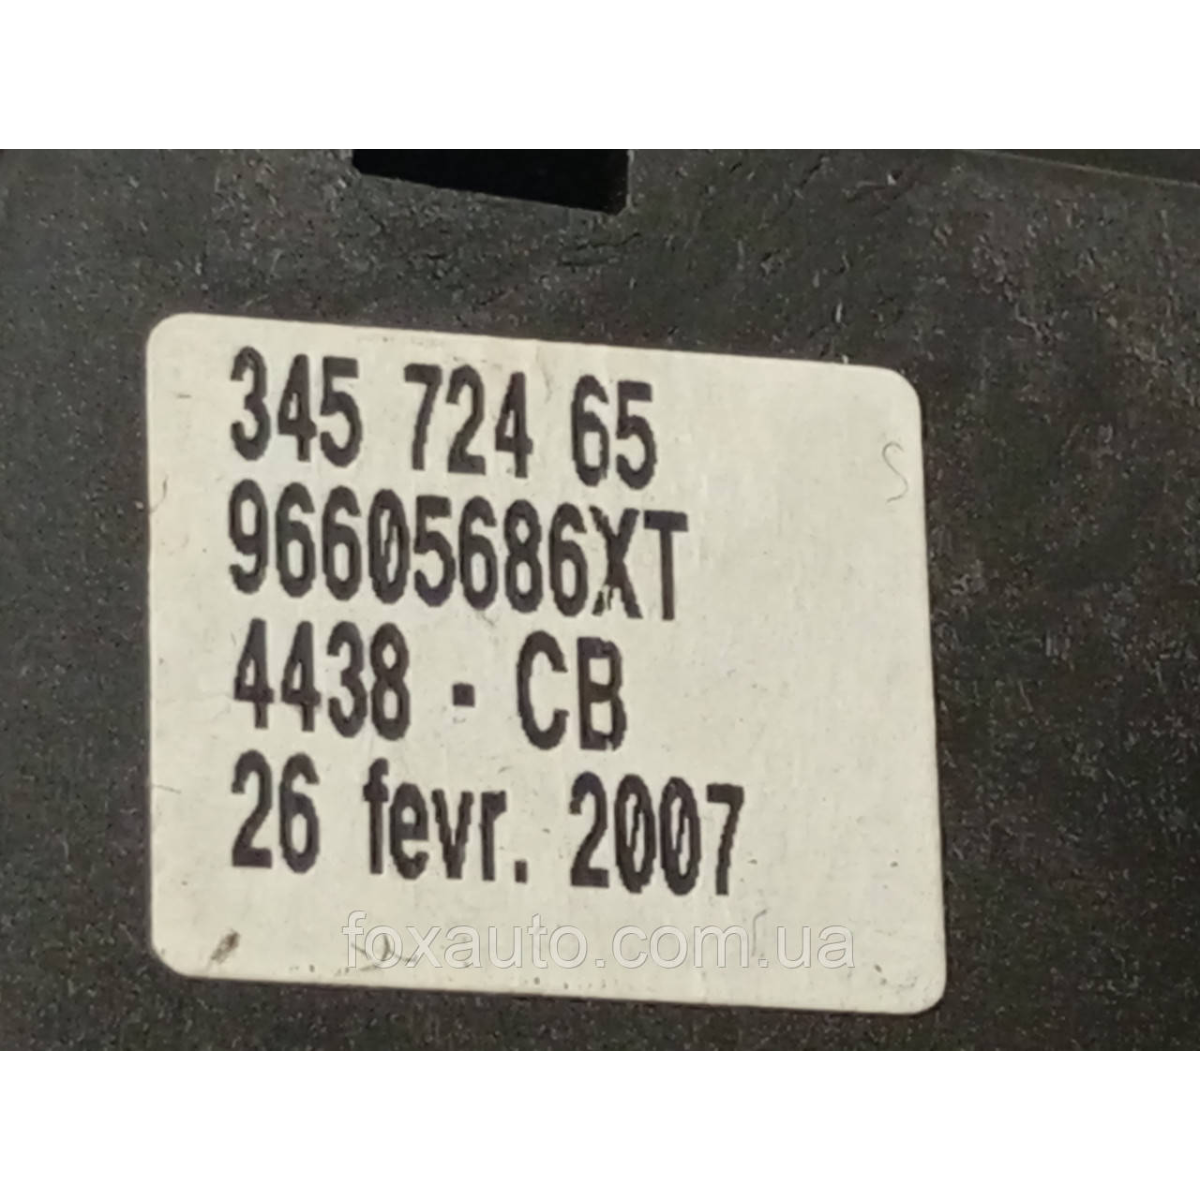 345 724 65
96605686XT
4438 - CB
26 fevr. 2007
foxauto.com.ua